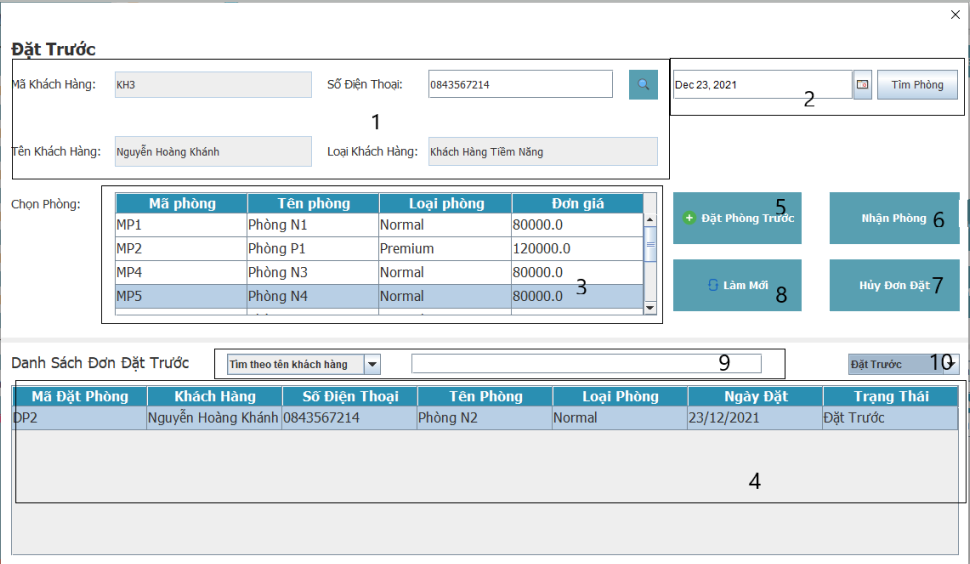 Đặt Trước
Mã Khách Hàng: KH3 Số Điện Thoại: 0843567214 Dec 23, 2021 Tìm Phòng
2
1
Tên Khách Hàng: Nguyễn Hoàng Khánh Loại Khách Hàng: Khách Hàng Tiềm Năng
Chọn Phòng: Mã phòng Tên phòng Loại phòng Đơn giá
MP1 Phòng N1 Normal 80000.0
MP2 Phòng P1 Premium 120000.0
MP4 Phòng N3 Normal 80000.0
MP5 Phòng N4 Normal 80000.0
3
Đặt Phòng Trước 5 Nhận Phòng 6
Làm Mới 8 Hủy Đơn Đặt 7
Danh Sách Đơn Đặt Trước Tìm theo tên khách hàng 9 Đặt Trước 10
Mã Đặt Phòng Khách Hàng Số Điện Thoại Tên Phòng Loại Phòng Ngày Đặt Trạng Thái
DP2 Nguyễn Hoàng Khánh 0843567214 Phòng N2 Normal 23/12/2021 Đặt Trước
4